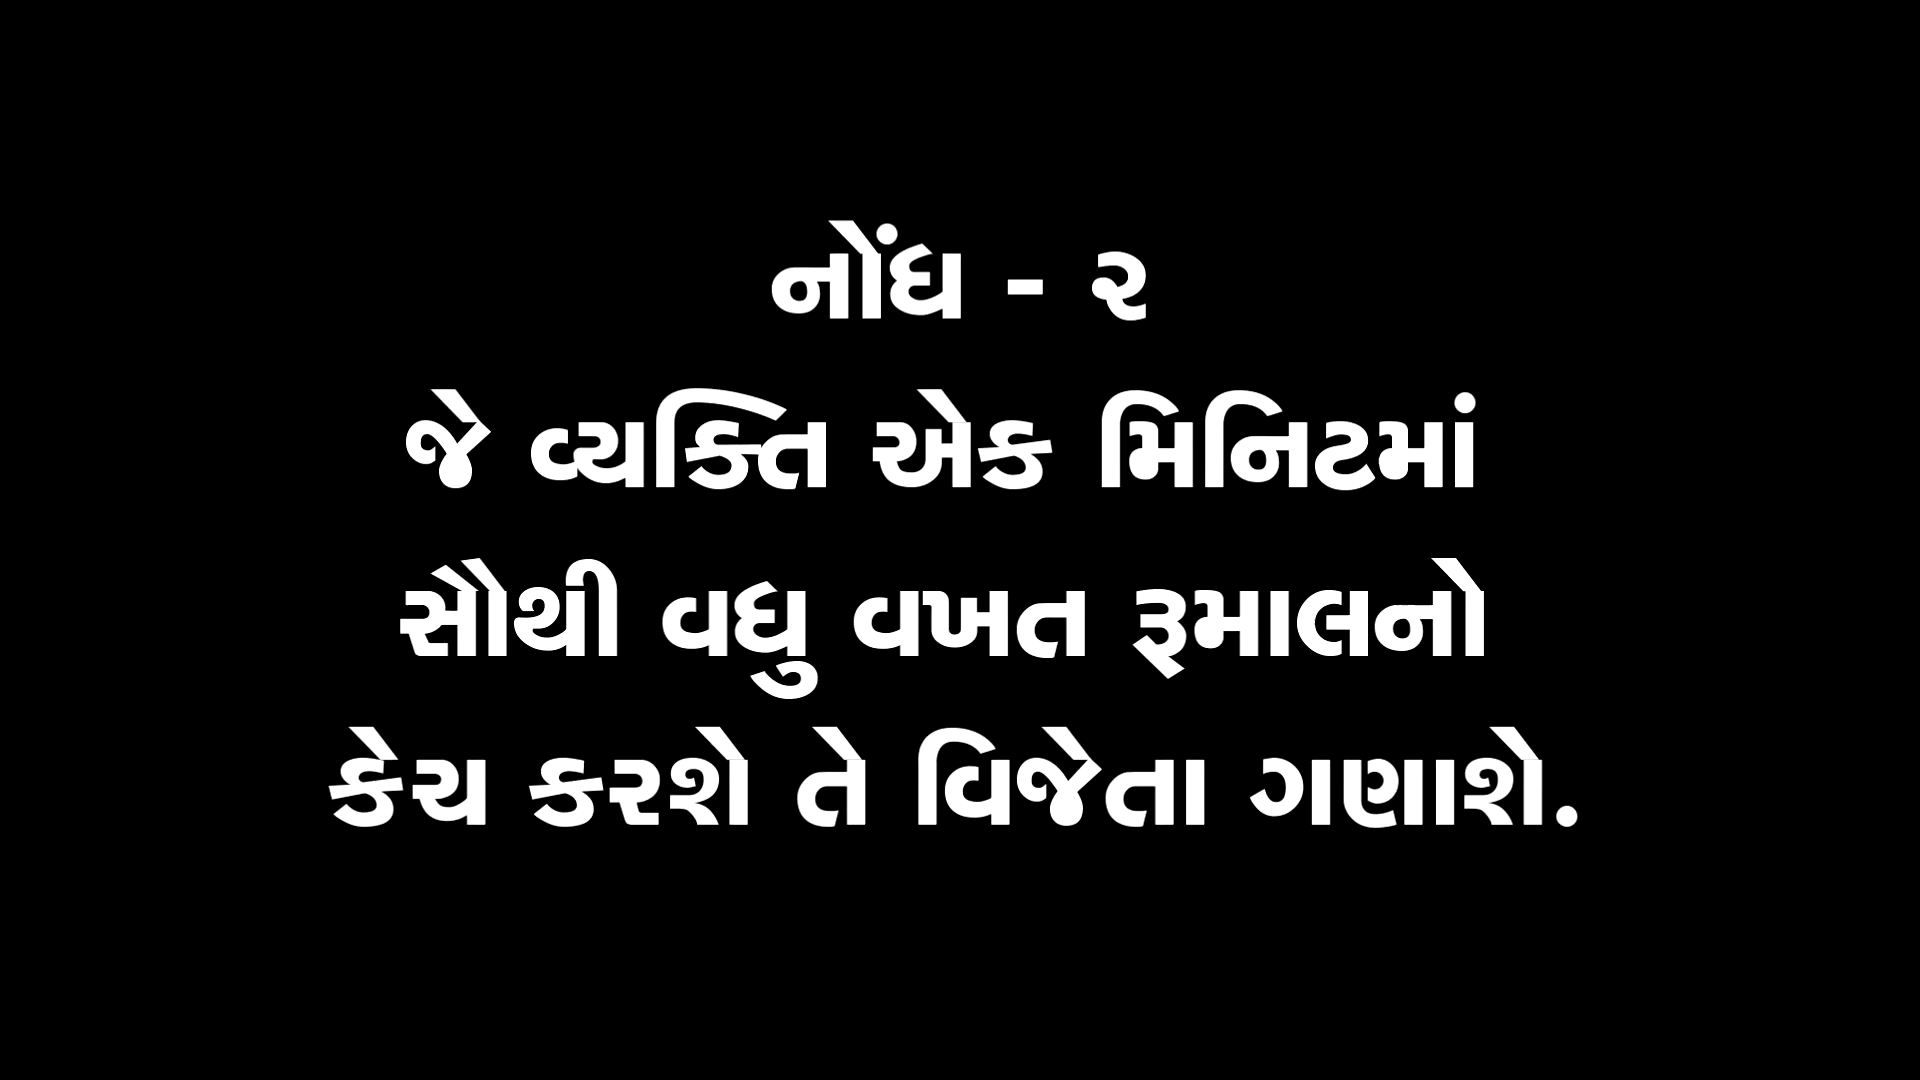 નોંધ - ૨
જે વ્યક્તિ એક મિનિટમાં
સૌથી વધુ વખત રૂમાલનો
કેચ કરશે તે વિજેતા ગણાશે.